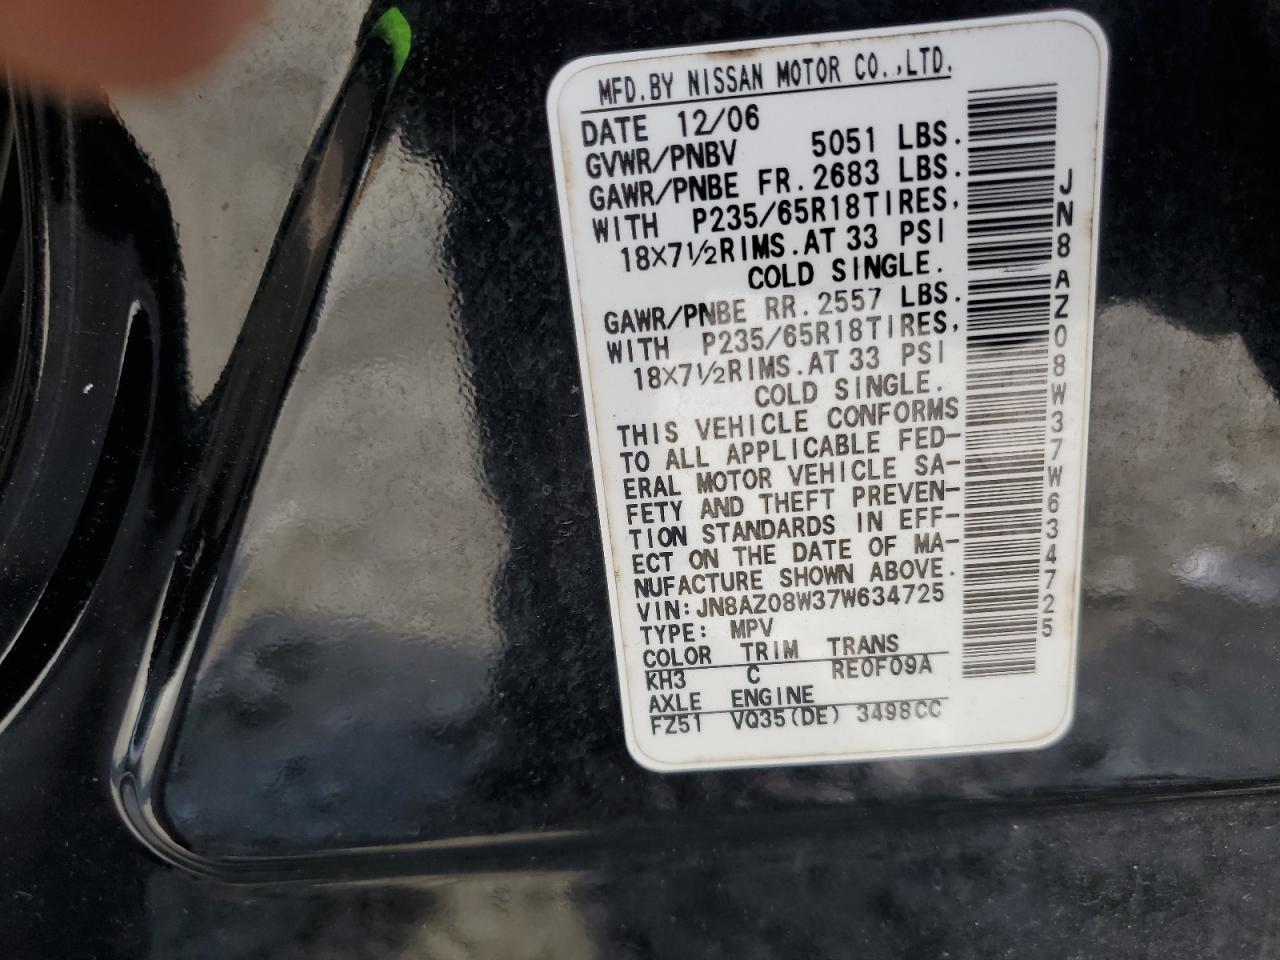 MFD.BY NISSAN MOTOR CO.,LTD.
DATE 12/06
GVWR/PNBV 5051 LBS.
GAWR/PNBE FR.2683 LBS.
WITH P235/65R18TIRES,
18X7½RIMS.AT 33 PSI
COLD SINGLE.
GAWR/PNBE RR.2557 LBS.
WITH P235/65R18TIRES,
18X7½RIMS.AT 33 PSI
COLD SINGLE.
THIS VEHICLE CONFORMS
TO ALL APPLICABLE FED-
ERAL MOTOR VEHICLE SA-
FETY AND THEFT PREVEN-
TION STANDARDS IN EFF-
ECT ON THE DATE OF MA-
NUFACTURE SHOWN ABOVE.
VIN:JN8AZ08W37W634725
TYPE: MPV
COLOR TRIM TRANS
KH3 C RE0F09A
AXLE ENGINE
FZ51 VQ35(DE) 3498CC
JN8AZ08W37W634725